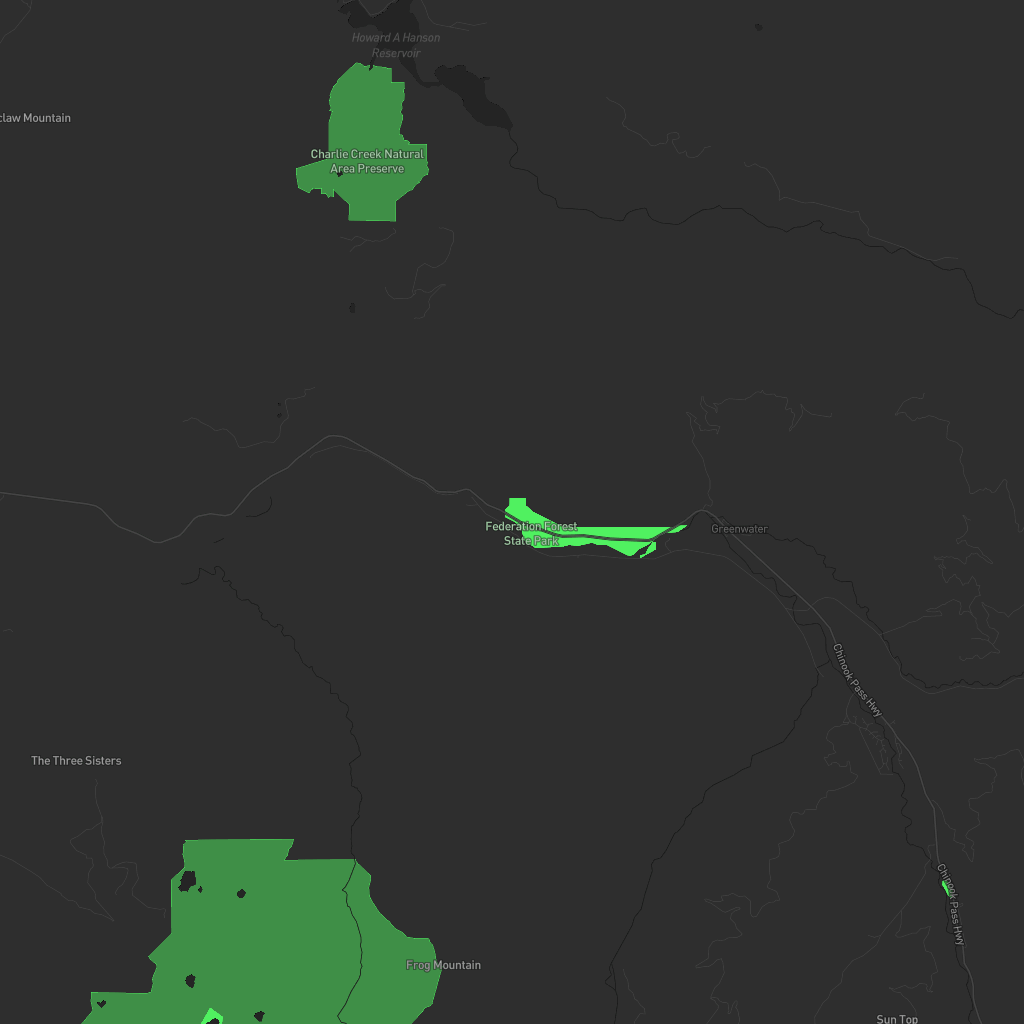 Howard A Hanson
Reservoir
claw Mountain
Charlie Creek Natural
Area Preserve
Federation Forest
State Park
Greenwater
Chinook Pass Hwy
The Three Sisters
Chinook Pass Hwy
Frog Mountain
Sun Top